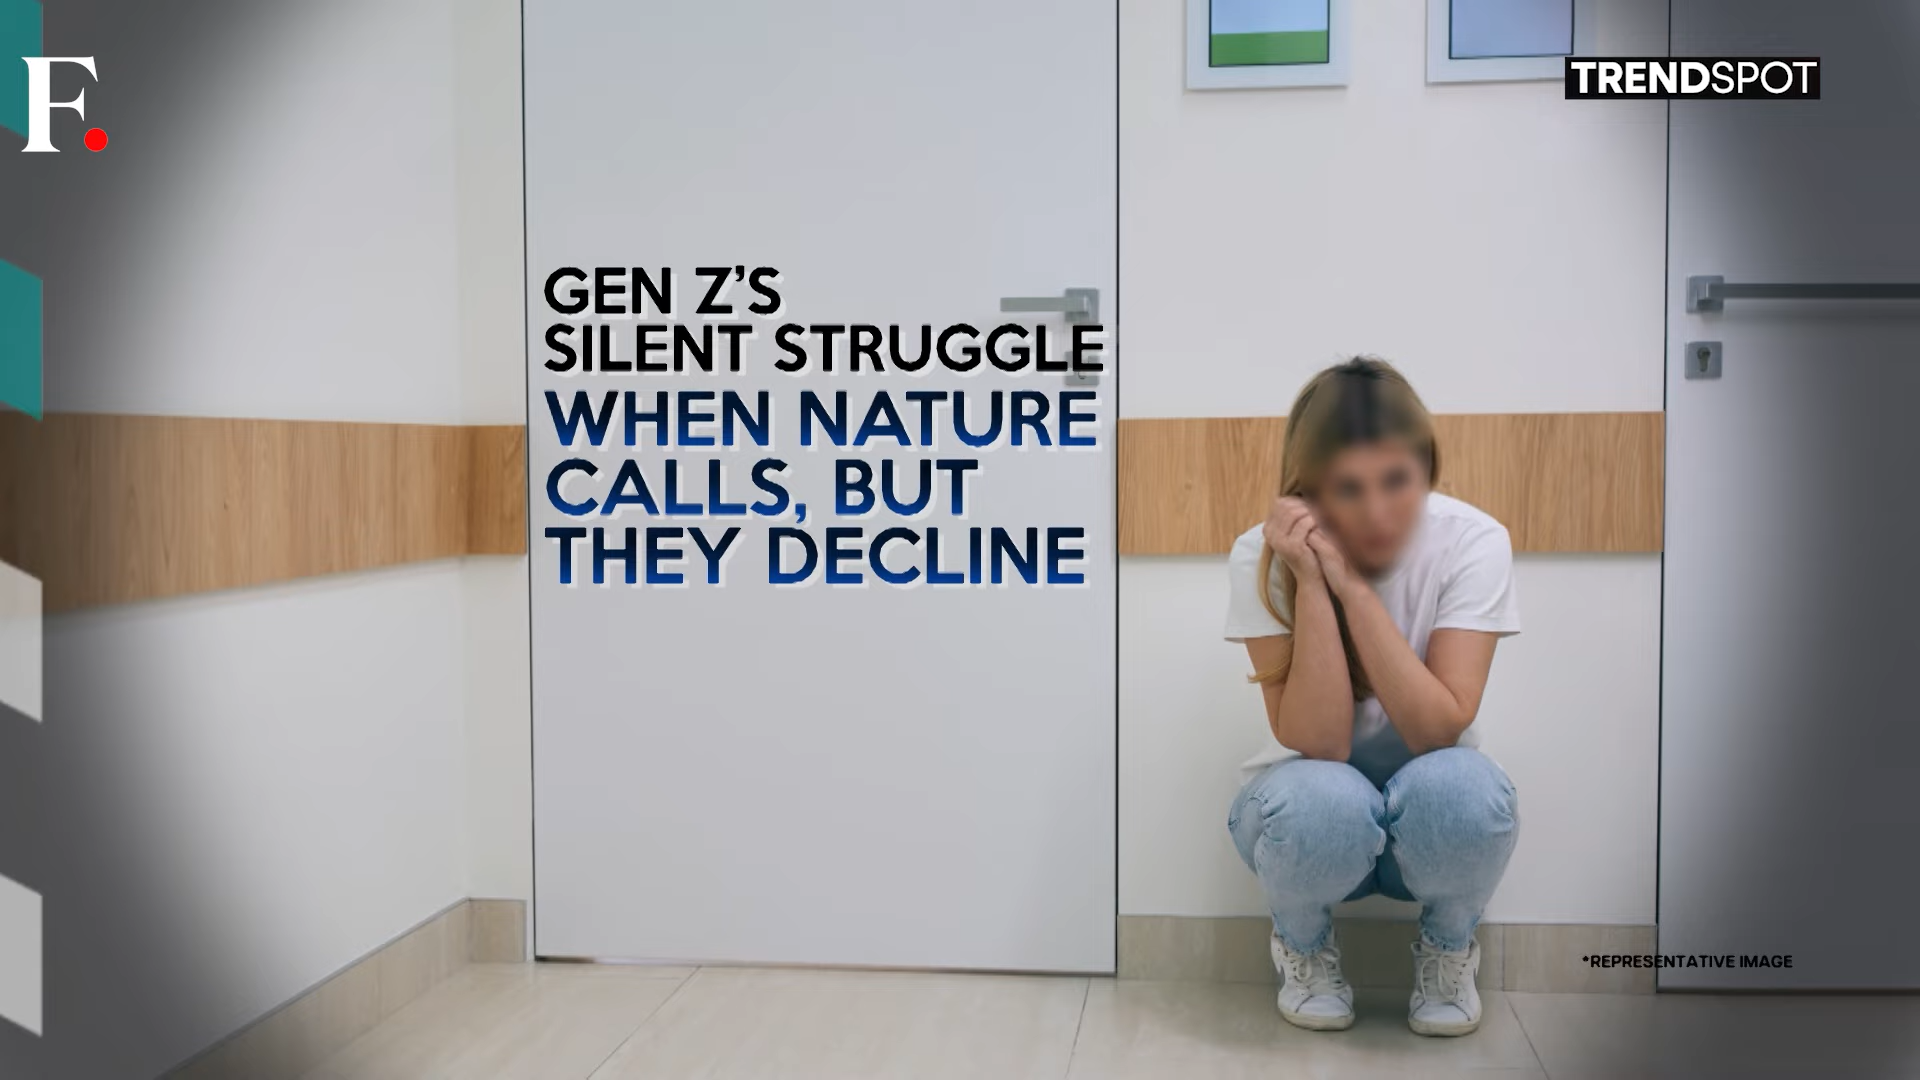 F.
TRENDSPOT
GEN Z'S
SILENT STRUGGLE
WHEN NATURE
CALLS, BUT
THEY DECLINE
*REPRESENTATIVE IMAGE